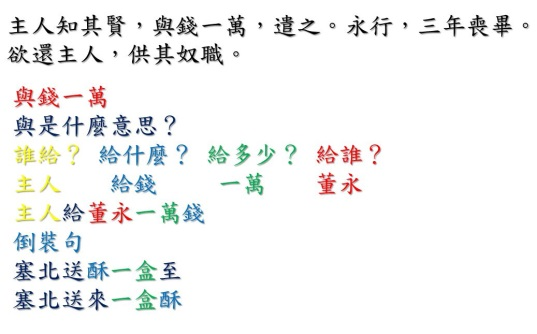 主人知其賢，與錢一萬，遣之。永行，三年喪畢。
欲還主人，供其奴職。
與錢一萬
與是什麼意思？
誰給？ 給什麼？ 給多少？ 給誰？
主人 給錢 一萬 董永
主人給董永一萬錢
倒裝句
塞北送酥一盒至
塞北送來一盒酥